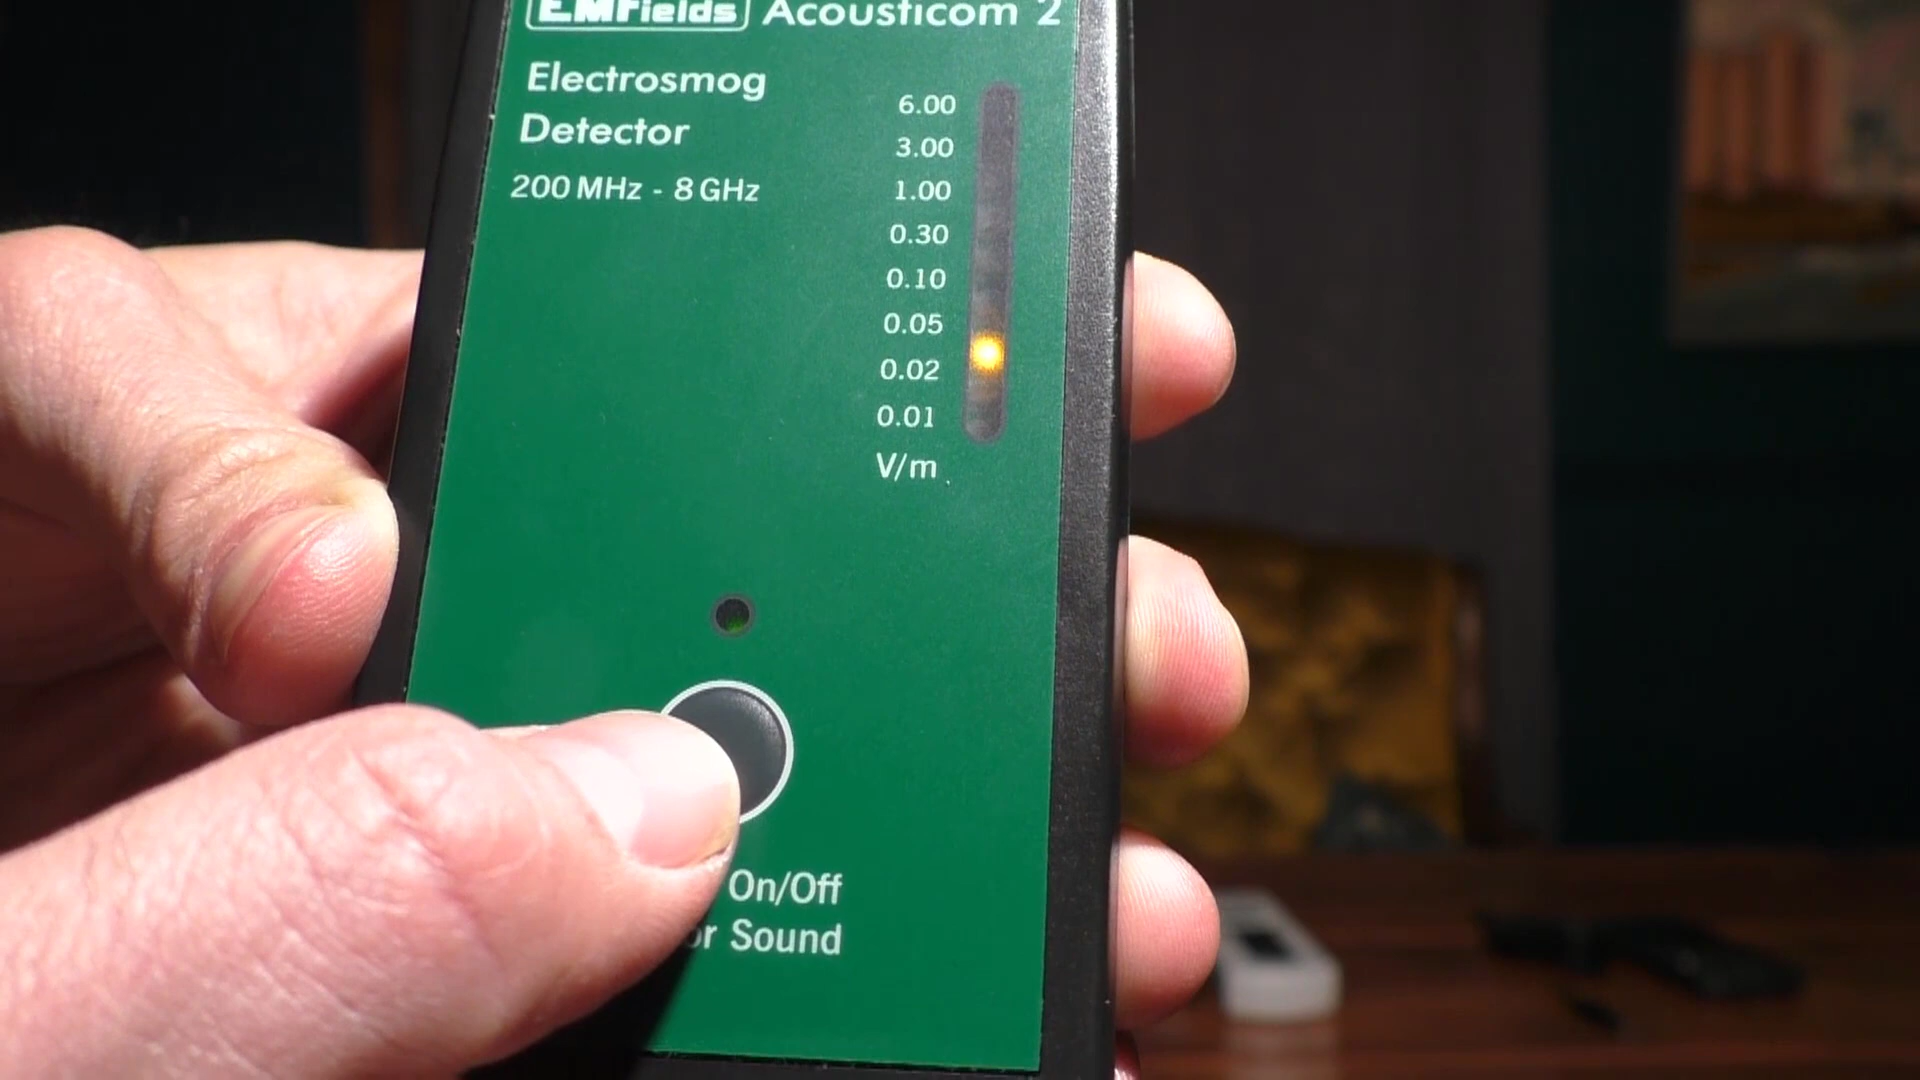 EMFields Acousticom 2
Electrosmog
Detector
200 MHz - 8 GHz
6.00
3.00
1.00
0.30
0.10
0.05
0.02
0.01
V/m
On/Off
Sound